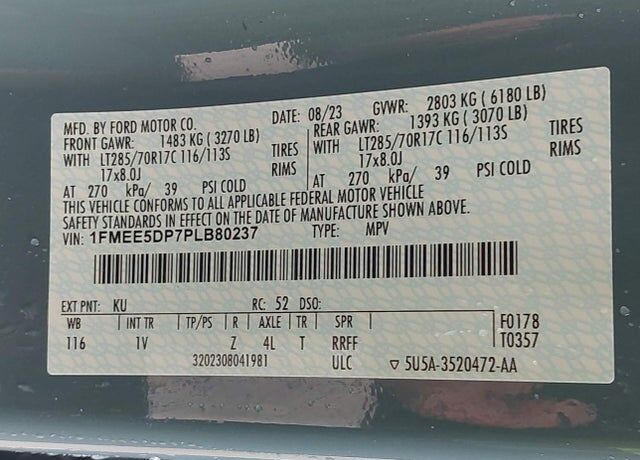 MFD. BY FORD MOTOR CO. DATE: 08/23 GVWR: 2803 KG ( 6180 LB)
FRONT GAWR: 1483 KG ( 3270 LB) REAR GAWR: 1393 KG ( 3070 LB)
WITH LT285/70R17C 116/113S TIRES WITH LT285/70R17C 116/113S TIRES
17x8.0J RIMS 17x8.0J RIMS
AT 270 kPa/ 39 PSI COLD AT 270 kPa/ 39 PSI COLD
THIS VEHICLE CONFORMS TO ALL APPLICABLE FEDERAL MOTOR VEHICLE
SAFETY STANDARDS IN EFFECT ON THE DATE OF MANUFACTURE SHOWN ABOVE.
VIN: 1FMEE5DP7PLB80237 TYPE: MPV
EXT PNT: KU RC: 52 DSO:
WB INT TR TP/PS R AXLE TR SPR F0178
116 1V Z 4L T RRFF T0357
3202308041981 ULC ▽ 5U5A-3520472-AA